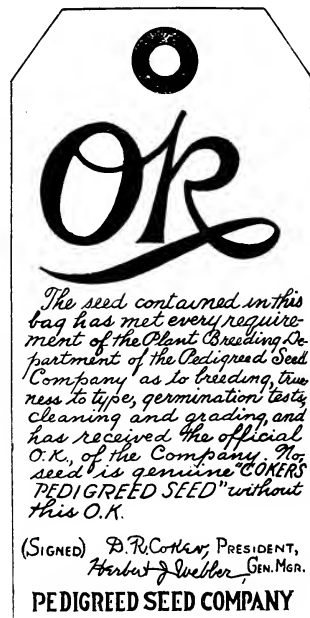 OK
The seed contained in this
bag has met every require-
ment of the Plant Breeding De-
partment of the Pedigreed Seed
Company as to breeding, true-
ness to type, germination tests,
cleaning and grading, and
has received the official
O.K., of the Company. No
seed is genuine "COKERS
PEDIGREED SEED" without
this O.K.
(SIGNED) D.R. Coker, PRESIDENT,
Herbert J Webber, GEN. MGR.
PEDIGREED SEED COMPANY